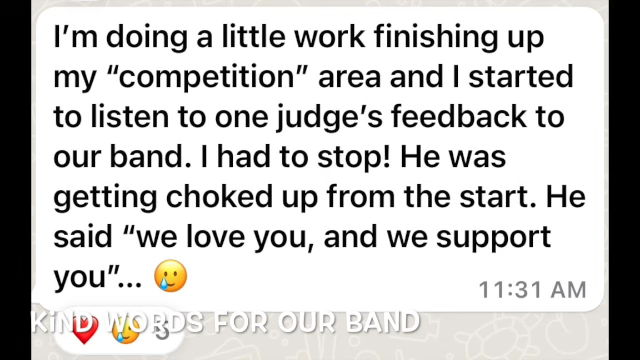 I’m doing a little work finishing up
my “competition” area and I started
to listen to one judge’s feedback to
our band. I had to stop! He was
getting choked up from the start. He
said “we love you, and we support
you”... 🥲
11:31 AM
KiND WORDS FOR OUR BAND